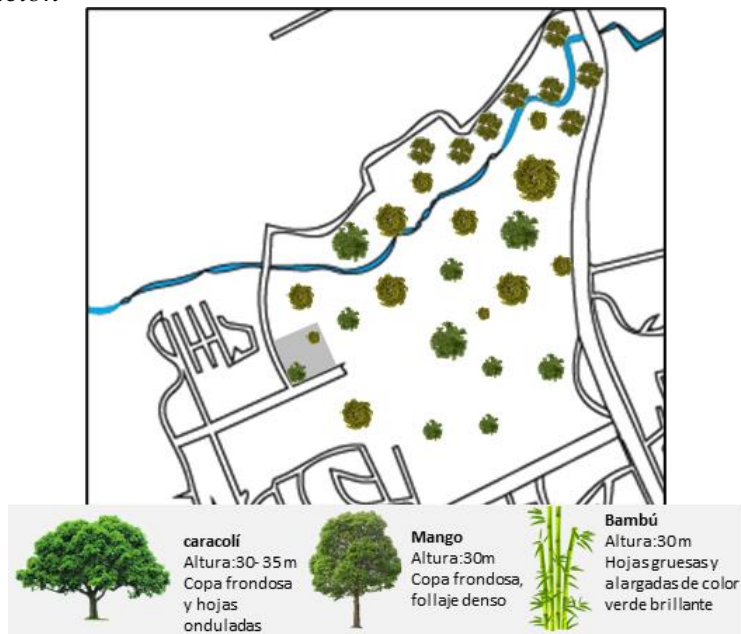 caracolí
Altura:30- 35 m
Copa frondosa
y hojas
onduladas
Mango
Altura:30m
Copa frondosa,
follaje denso
Bambú
Altura:30 m
Hojas gruesas y
alargadas de color
verde brillante